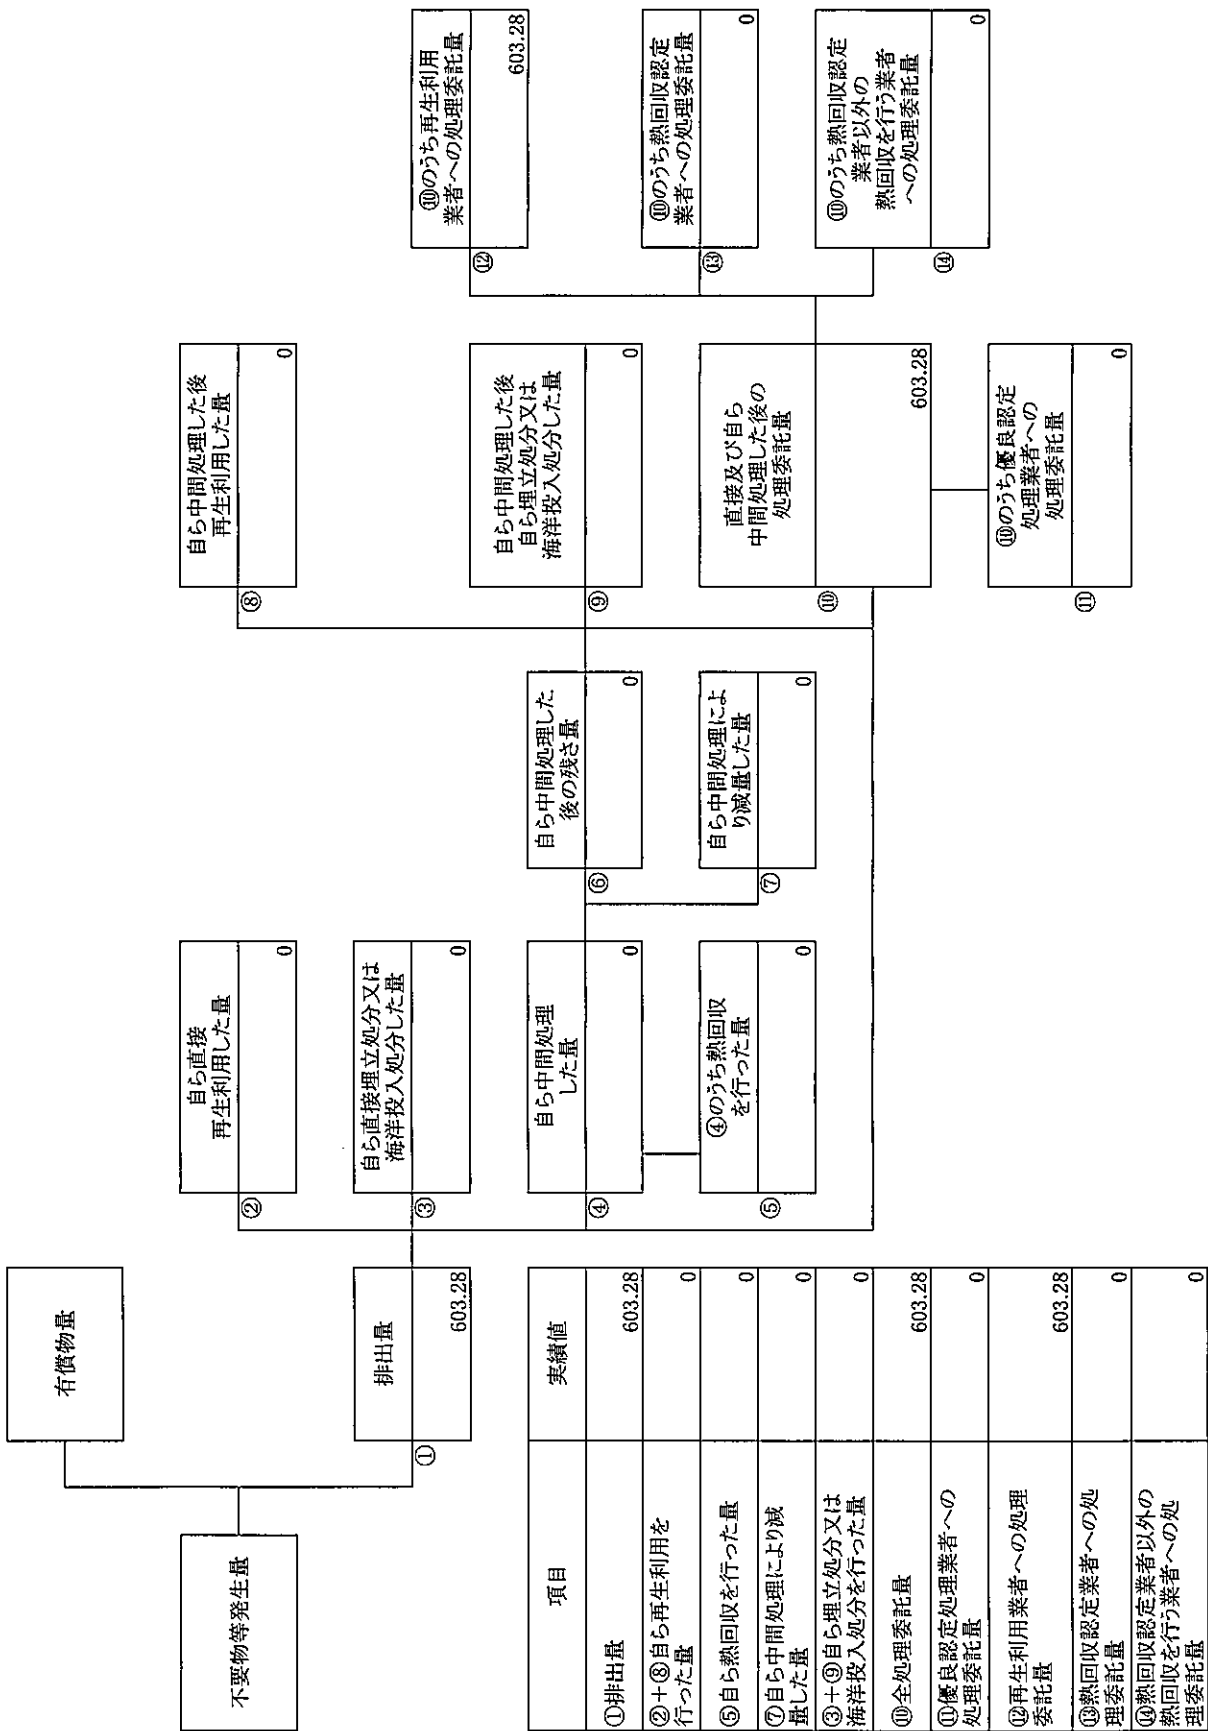 不要物等発生量
有償物量
①
排出量
603.28
②
自ら直接
再生利用した量
0
③
自ら直接埋立処分又は
海洋投入処分した量
0
④
自ら中間処理
した量
0
⑤
④のうち熱回収
を行った量
0
⑥
自ら中間処理した
後の残さ量
0
⑦
自ら中間処理によ
り減量した量
0
⑧
自ら中間処理した後
再生利用した量
0
⑨
自ら中間処理した後
自ら埋立処分又は
海洋投入処分した量
0
⑩
直接及び自ら
中間処理した後の
処理委託量
603.28
⑪
⑩のうち優良認定
処理業者への
処理委託量
0
⑫
⑩のうち再生利用
業者への処理委託量
603.28
⑬
⑩のうち熱回収認定
業者への処理委託量
0
⑭
⑩のうち熱回収認定
業者以外の
熱回収を行う業者
への処理委託量
0
項目
実績値
①排出量
603.28
②+⑧自ら再生利用を
行った量
0
⑤自ら熱回収を行った量
0
⑦自ら中間処理により減
量した量
0
③+⑨自ら埋立処分又は
海洋投入処分を行った量
0
⑩全処理委託量
603.28
⑪優良認定処理業者への
処理委託量
0
⑫再生利用業者への処理
委託量
603.28
⑬熱回収認定業者への処
理委託量
0
⑭熱回収認定業者以外の
熱回収を行う業者への処
理委託量
0